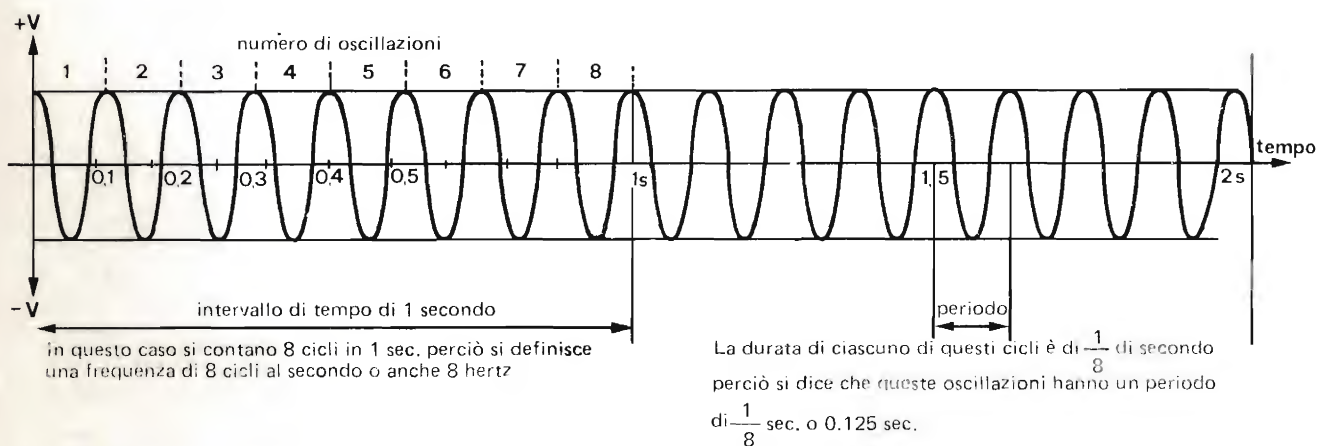 +V
numero di oscillazioni
1 2 3 4 5 6 7 8
tempo
0,1 0,2 0,3 0,4 0,5 1s 1,5 2s
−V
intervallo di tempo di 1 secondo
periodo
in questo caso si contano 8 cicli in 1 sec. perciò si definisce
una frequenza di 8 cicli al secondo o anche 8 hertz
La durata di ciascuno di questi cicli è di 1/8 di secondo
perciò si dice che queste oscillazioni hanno un periodo
di 1/8 sec. o 0.125 sec.